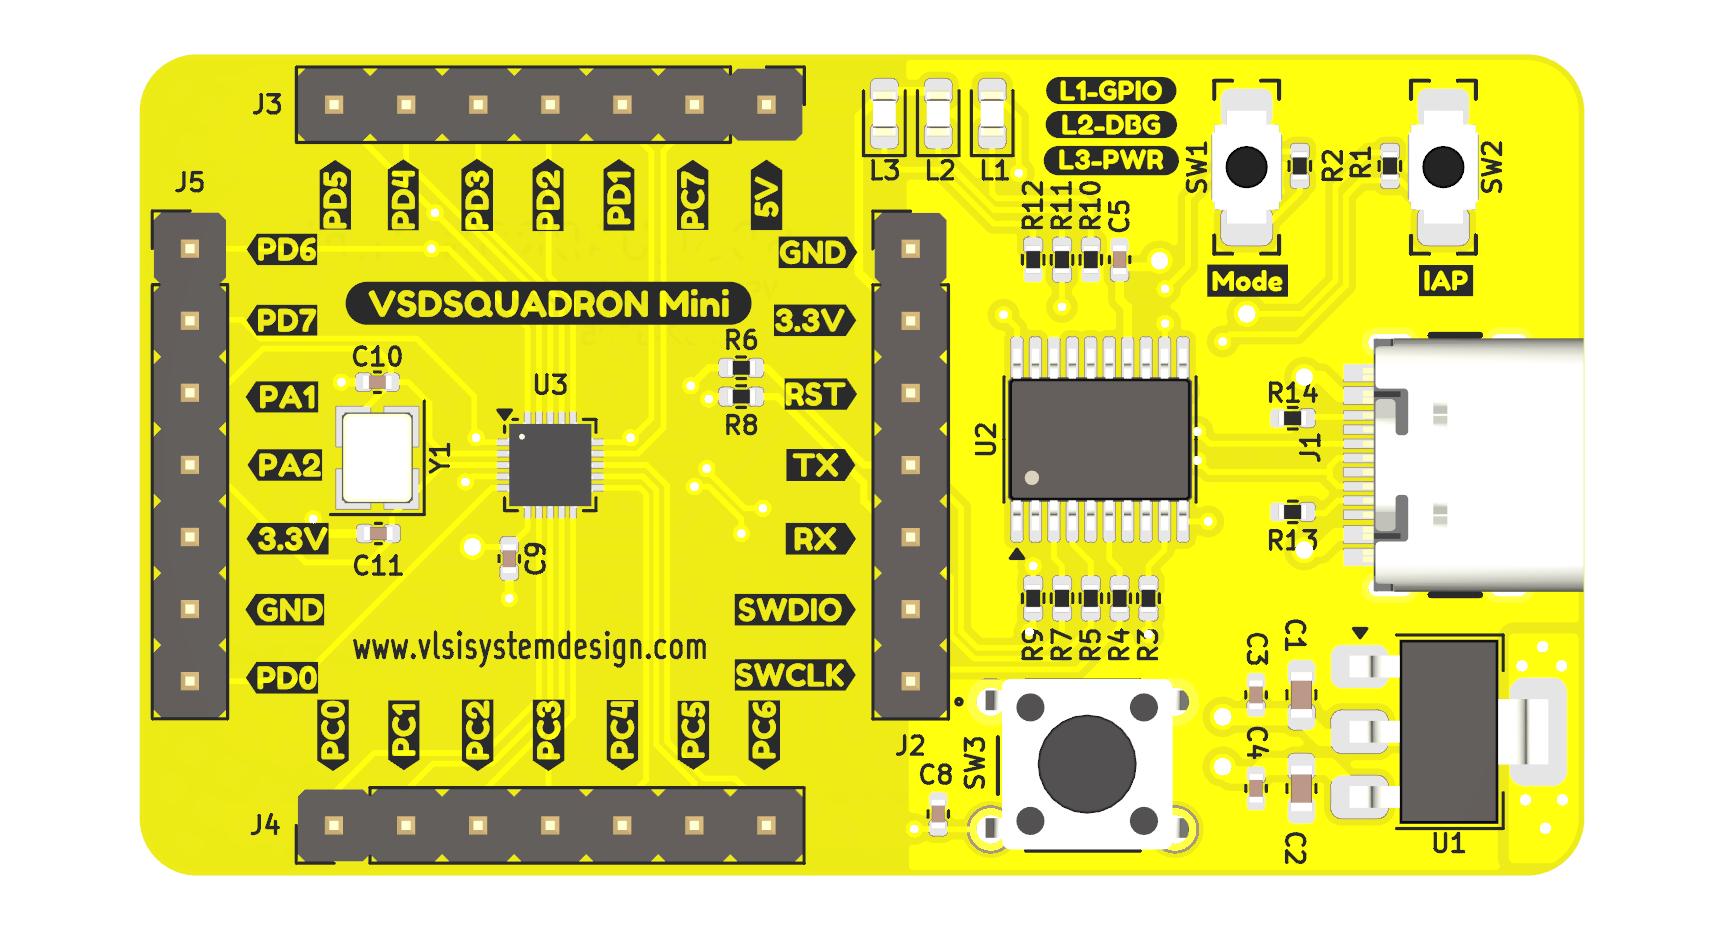 J3
L1-GPIO
L2-DBG
L3-PWR
L3 L2 L1
SW1 R2 R1 SW2
J5
PD5 PD4 PD3 PD2 PD1 PC7 5V
R12 R11 R10 C5
Mode IAP
PD6
PD7
PA1
PA2
3.3V
GND
PD0
VSDSQUADRON Mini
C10
Y1
C11
U3
C9
R6
R8
GND
3.3V
RST
TX
RX
SWDIO
SWCLK
www.vlsisystemdesign.com
PC0 PC1 PC2 PC3 PC4 PC5 PC6
J4
J2
C8
SW3
U2
R14
J1
R13
R9 R7 R5 R4 R3
C3 C1
C4
C2
U1